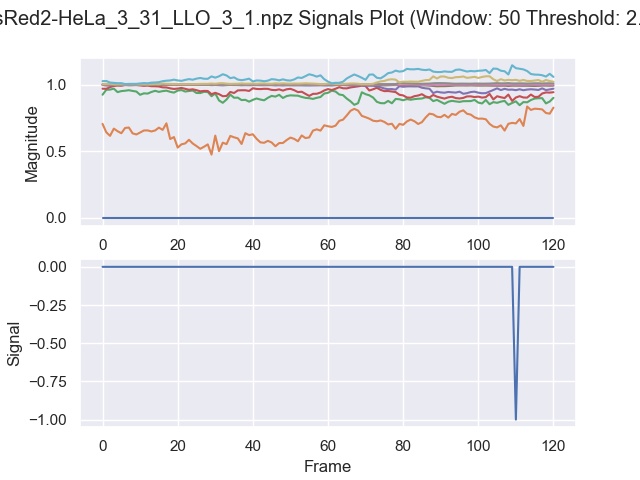 sRed2-HeLa_3_31_LLO_3_1.npz Signals Plot (Window: 50 Threshold: 2.
1.0
0.5
0.0
Magnitude
0 20 40 60 80 100 120
0.00
−0.25
−0.50
−0.75
−1.00
Signal
0 20 40 60 80 100 120
Frame